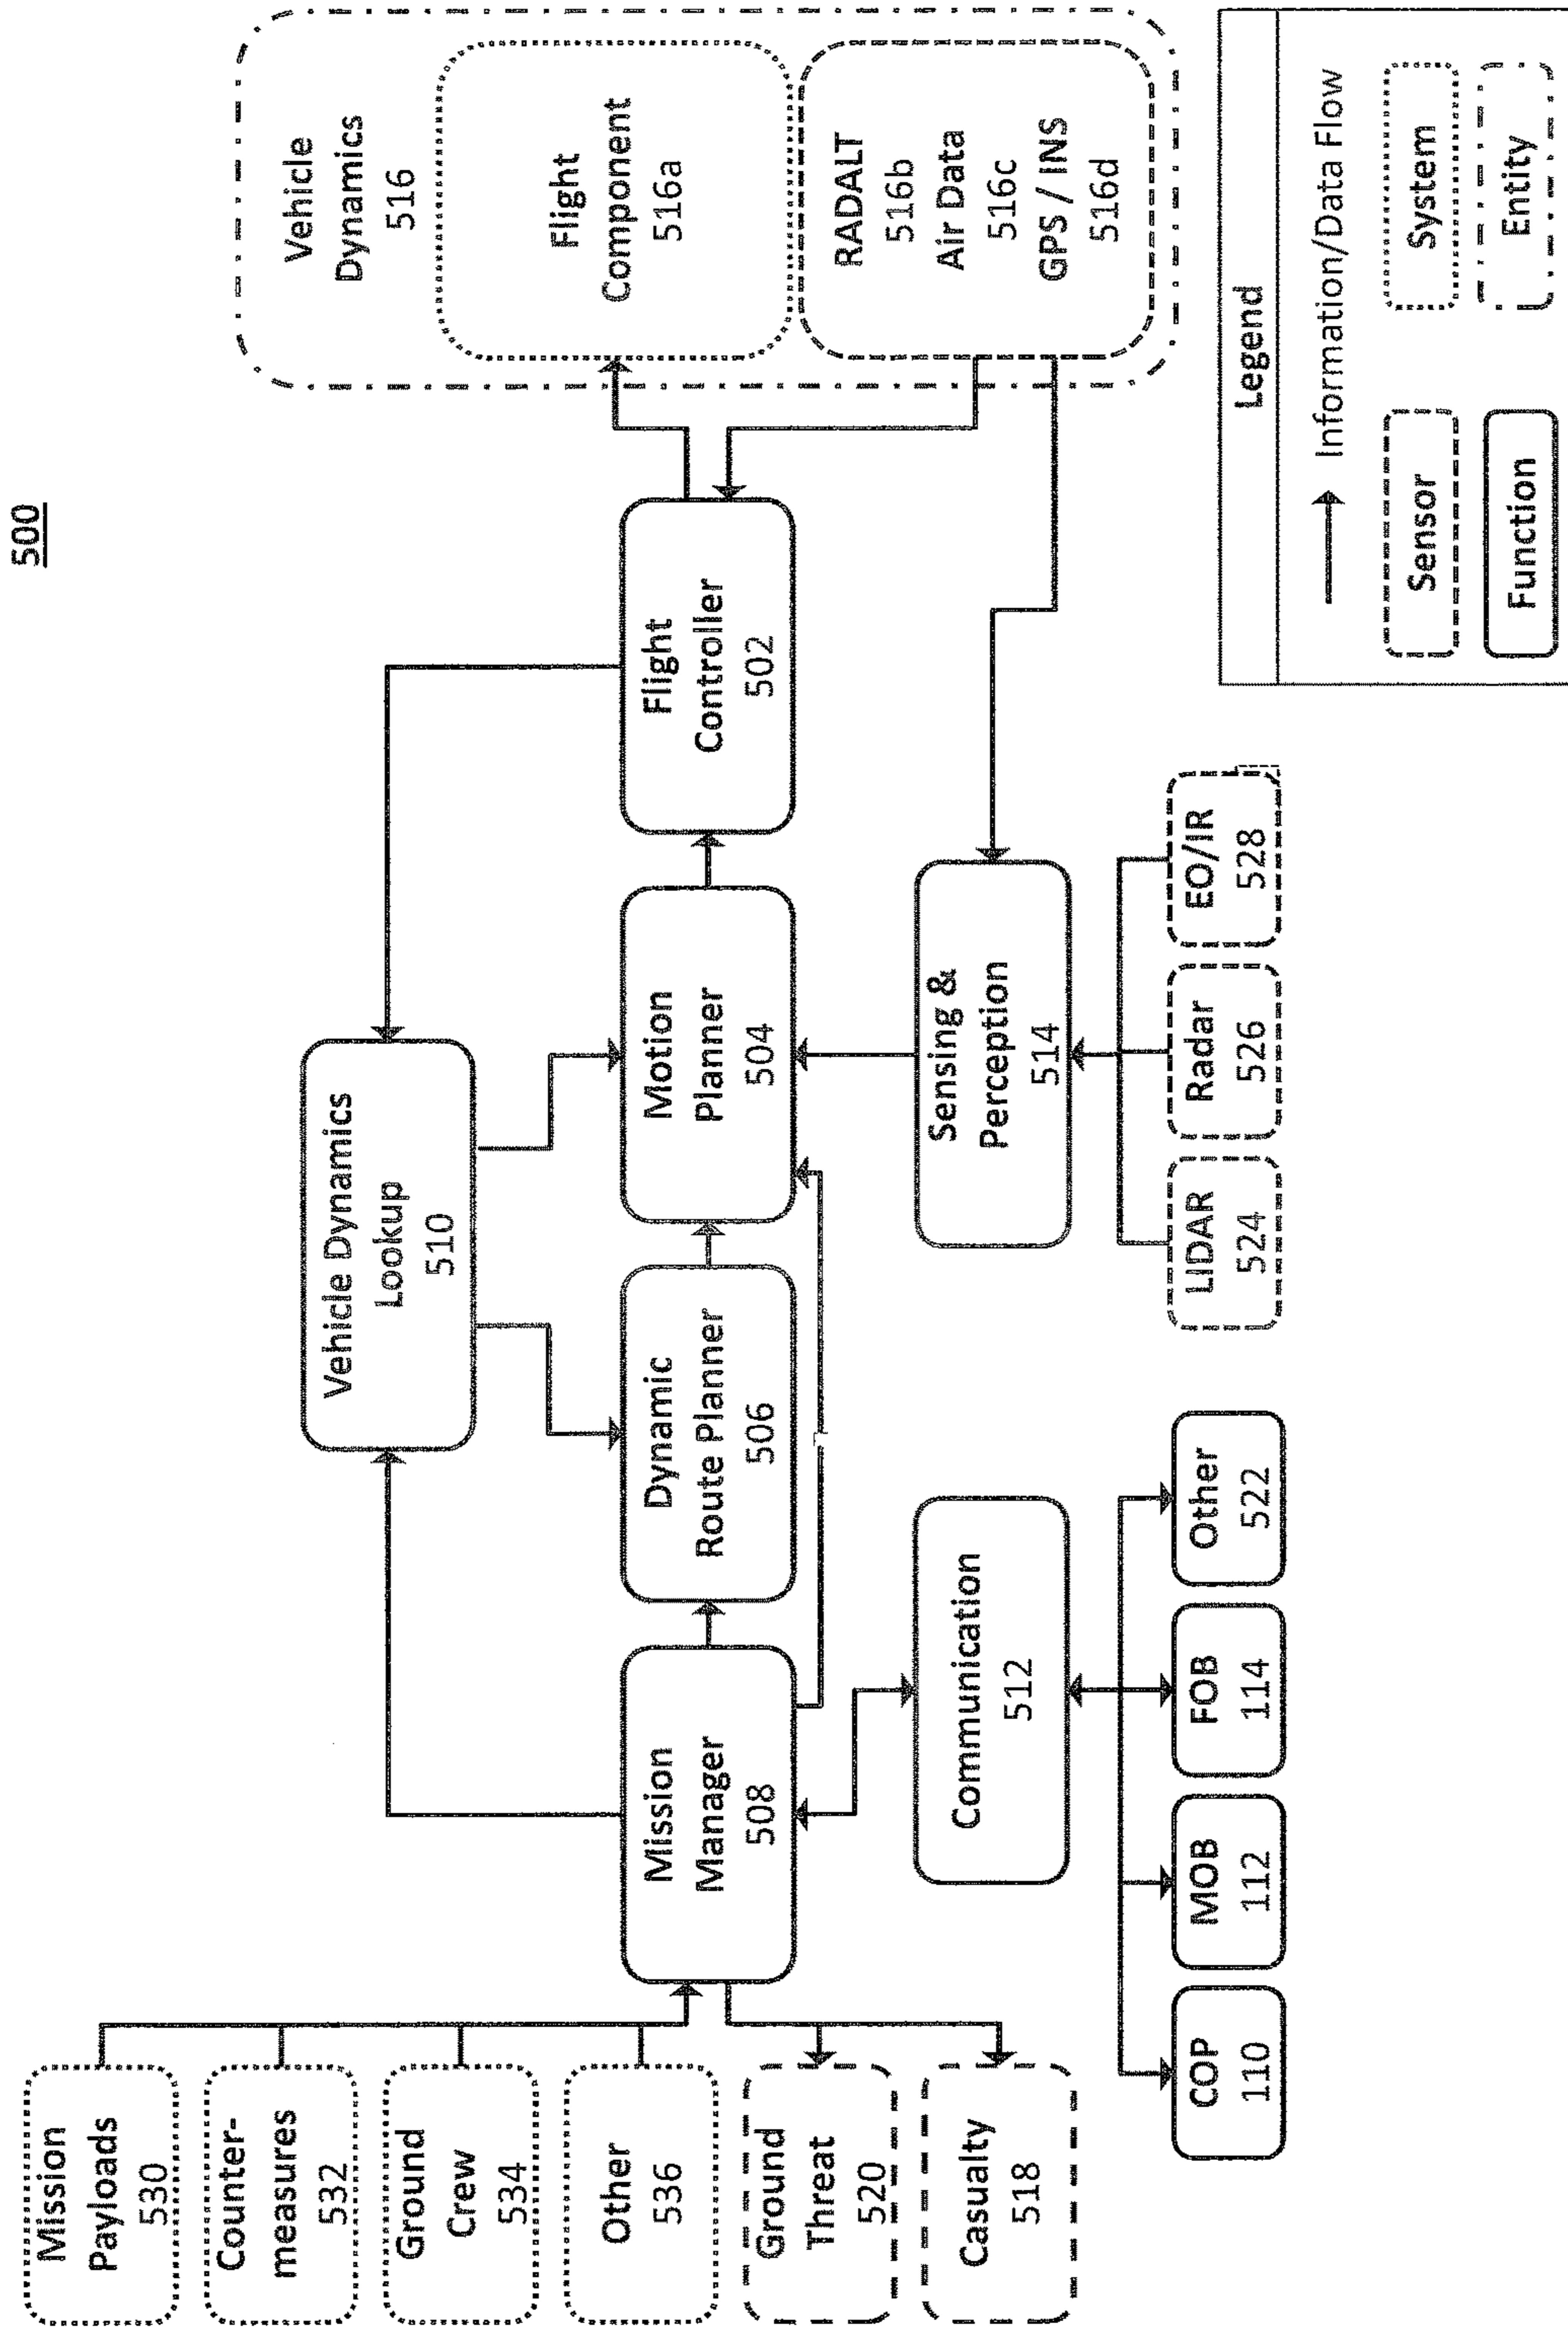 500
Mission
Payloads
530
Counter-
measures
532
Ground
Crew
534
Other
536
Ground
Threat
520
Casualty
518
Mission
Manager
508
Dynamic
Route Planner
506
Motion
Planner
504
Flight
Controller
502
Vehicle Dynamics
Lookup
510
Vehicle
Dynamics
516
Flight
Component
516a
RADALT
516b
Air Data
516c
GPS / INS
516d
Communication
512
Sensing &
Perception
514
COP
110
MOB
112
FOB
114
Other
522
LIDAR
524
Radar
526
EO/IR
528
Legend
Information/Data Flow
Sensor
System
Function
Entity